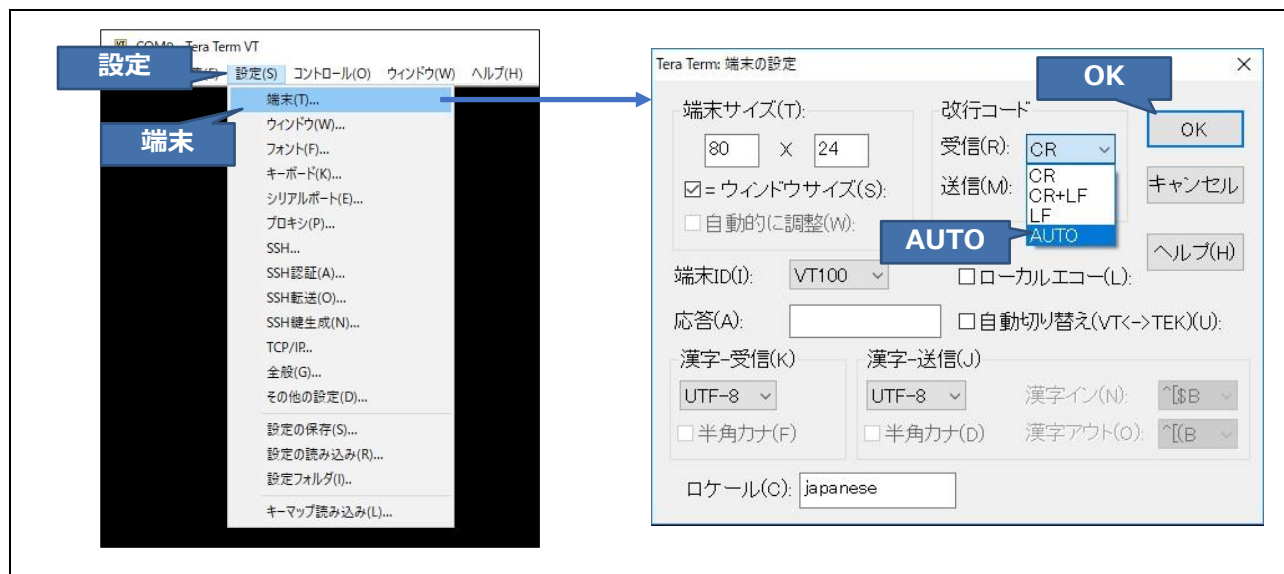 Tera Term VT
設定
設定(S) コントロール(O) ウィンドウ(W) ヘルプ(H)
端末(T)...
端末
ウィンドウ(W)...
フォント(F)...
キーボード(K)...
シリアルポート(E)...
プロキシ(P)...
SSH...
SSH認証(A)...
SSH転送(O)...
SSH鍵生成(N)...
TCP/IP...
全般(G)...
その他の設定(D)...
設定の保存(S)...
設定の読み込み(R)...
設定フォルダ(I)..
キーマップ読み込み(L)...
Tera Term: 端末の設定
OK
端末サイズ(T):
改行コード
OK
80 X 24
受信(R): CR
☑= ウィンドウサイズ(S):
送信(M):
CR
CR+LF
LF
AUTO
キャンセル
自動的に調整(W):
AUTO
ヘルプ(H)
端末ID(I): VT100
ローカルエコー(L):
応答(A):
自動切り替え(VT<->TEK)(U):
漢字-受信(K)
漢字-送信(J)
UTF-8
UTF-8
漢字イン(N): ^[$B
半角カナ(F)
半角カナ(D)
漢字アウト(O): ^[(B
ロケール(C): japanese